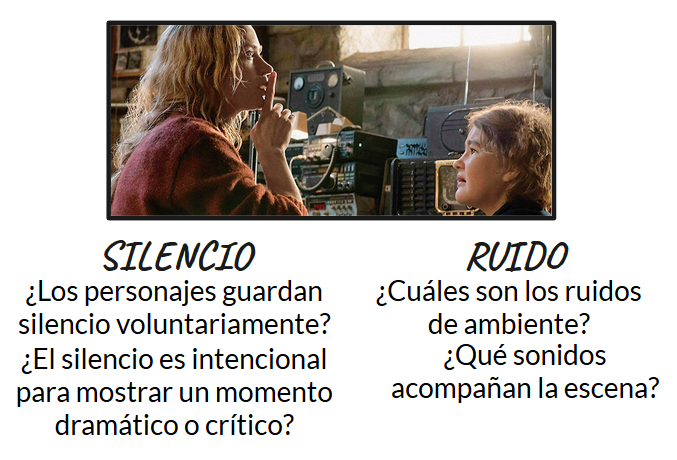 SILENCIO
¿Los personajes guardan
silencio voluntariamente?
¿El silencio es intencional
para mostrar un momento
dramático o crítico?
RUIDO
¿Cuáles son los ruidos
de ambiente?
¿Qué sonidos
acompañan la escena?